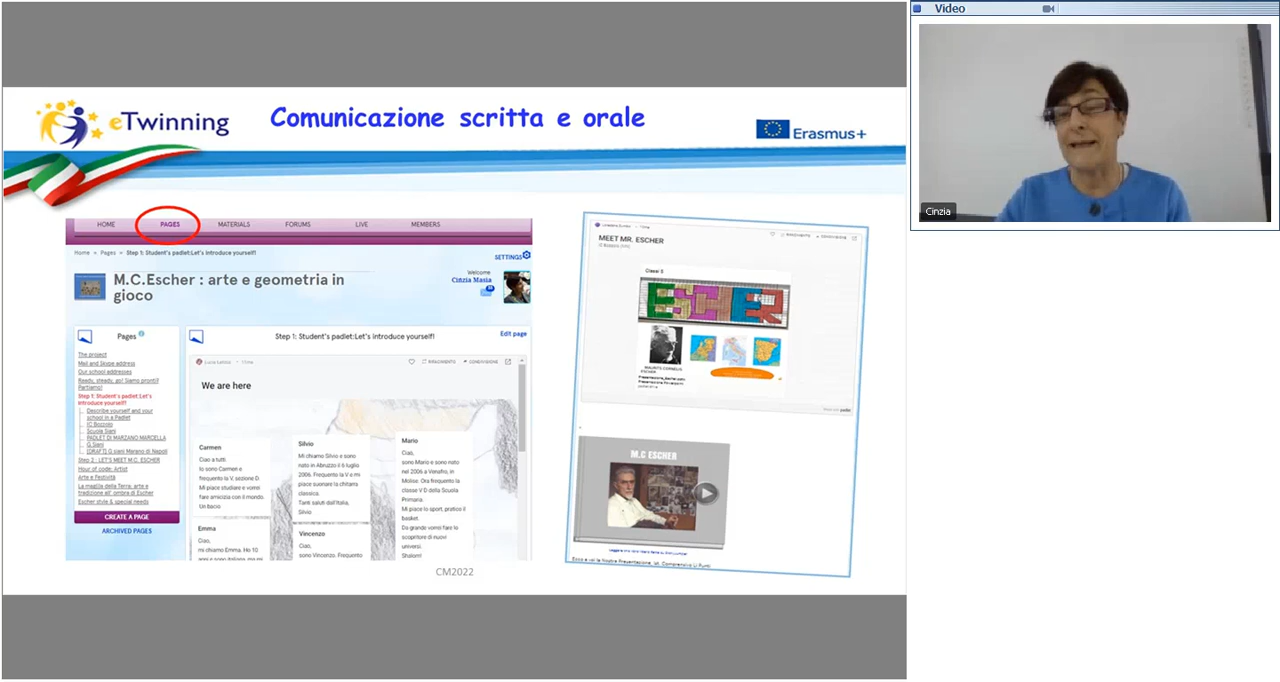 Video
Cinzia
eTwinning
Comunicazione scritta e orale
Erasmus+
HOME PAGES MATERIALS FORUMS LIVE MEMBERS
Home » Pages » Step 1: Student's padlet:Let's introduce yourself!
SETTINGS
M.C.Escher : arte e geometria in
gioco
Welcome
Cinzia Masia
Pages
The project
Mail and Skype address
Our school addresses
Ready, steady, go! Siamo pronti?
Partiamo!
Step 1: Student's padlet:Let's
introduce yourself!
Describe yourself and your
school in a Padlet
IC Bozzolo
Scuola Siani
PADLET DI MARZANO MARCELLA
G.Siani
(DRAFT) G siani Marano di Napoli
Step 2 : LET'S MEET M.C. ESCHER
Hour of code: Artist
Arte e Festività
La magilla della Terra: arte e
tradizione all' ombra di Escher
Escher style & special needs
CREATE A PAGE
ARCHIVED PAGES
Step 1: Student's padlet:Let's introduce yourself!
Edit page
We are here
Carmen
Ciao a tutti
Io sono Carmen e
frequento la V, sezione D
Mi piace studiare e vorrei
fare amicizia con il mondo.
Un bacio
Emma
Ciao,
mi chiamo Emma. Ho 10
Silvio
Mi chiamo Silvio e sono
nato in Abruzzo il 6 luglio
2006. Frequento la V e mi
piace suonare la chitarra
classica.
Tanti saluti dall'Italia,
Silvio
Vincenzo
Ciao,
sono Vincenzo. Frequento
Mario
Ciao,
sono Mario e sono nato
nel 2006 a Venafro, in
Molise. Ora frequento la
classe V D della Scuola
Primaria.
Mi piace lo sport, pratico il
basket.
Da grande vorrei fare lo
scopritore di nuovi
universi.
Shalom!
MEET MR. ESCHER
Classi 5
ESCHER
MAURITS CORNELIS
ESCHER
M.C ESCHER
CM2022